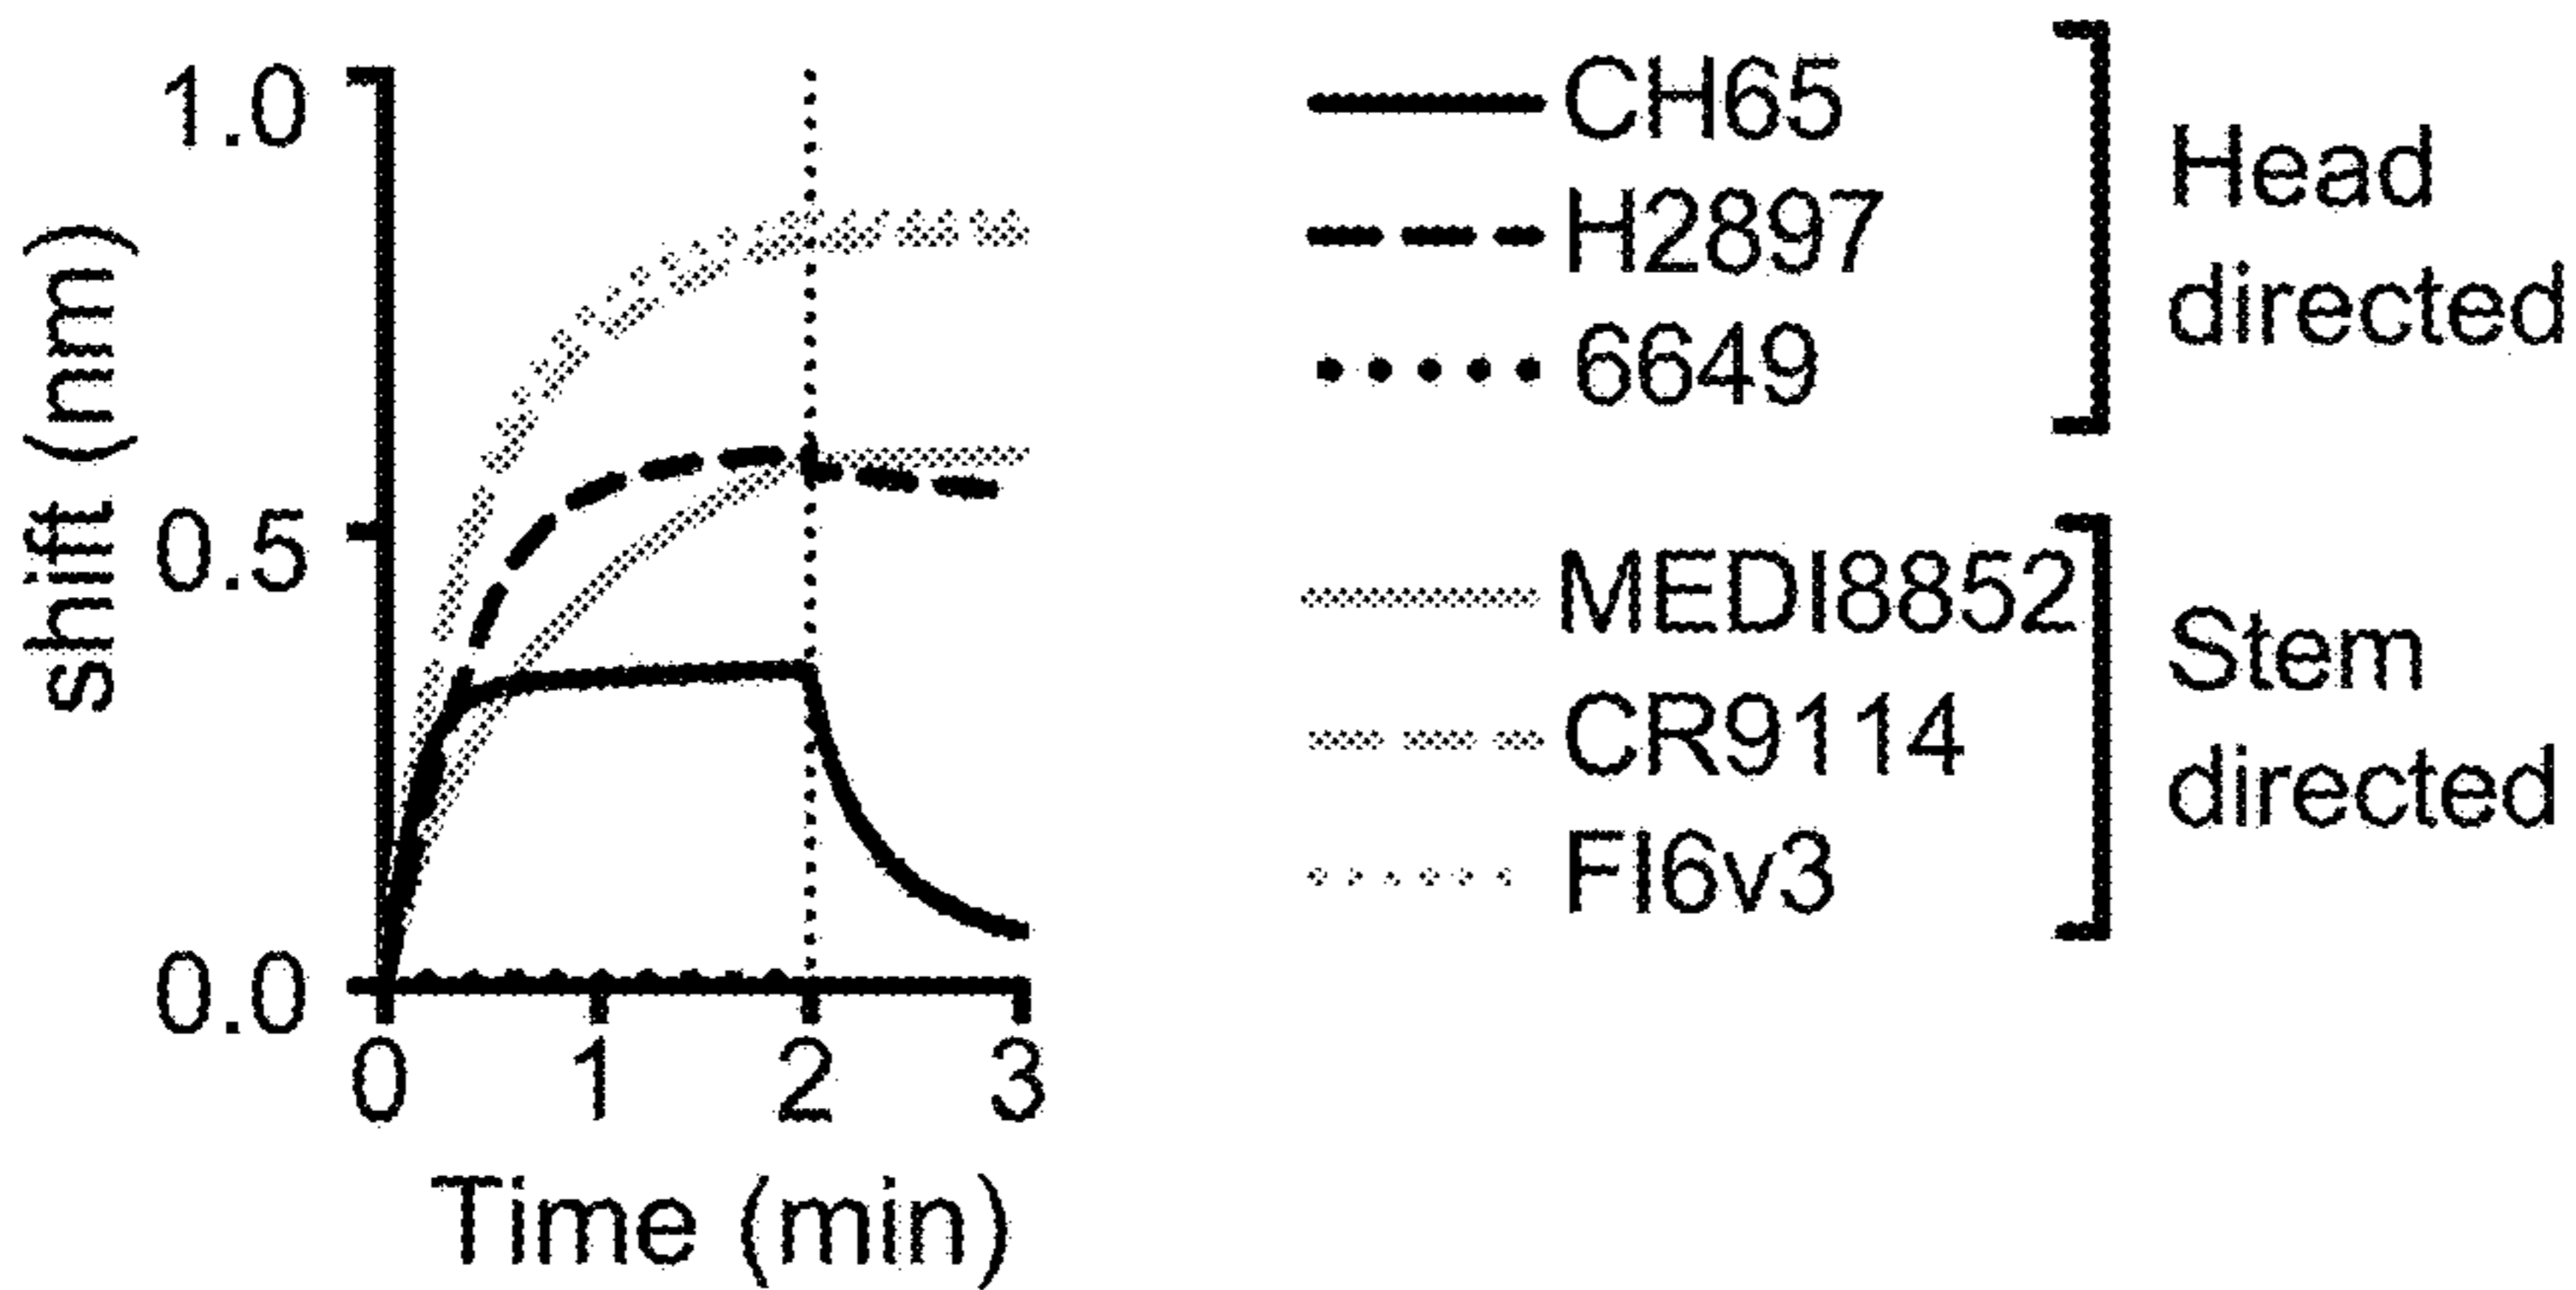 shift (nm)
1.0
0.5
0.0
0 1 2 3
Time (min)
CH65
H2897
6649
Head
directed
MEDI8852
CR9114
FI6v3
Stem
directed